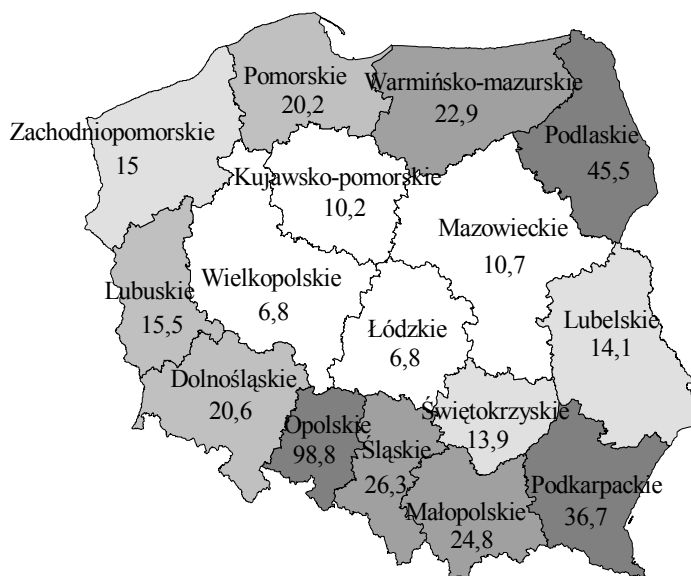 Pomorskie
20,2
Warmińsko-mazurskie
22,9
Zachodniopomorskie
15
Podlaskie
45,5
Kujawsko-pomorskie
10,2
Mazowieckie
10,7
Lubuskie
15,5
Wielkopolskie
6,8
Łódzkie
6,8
Lubelskie
14,1
Dolnośląskie
20,6
Opolskie
98,8
Śląskie
26,3
Świętokrzyskie
13,9
Małopolskie
24,8
Podkarpackie
36,7